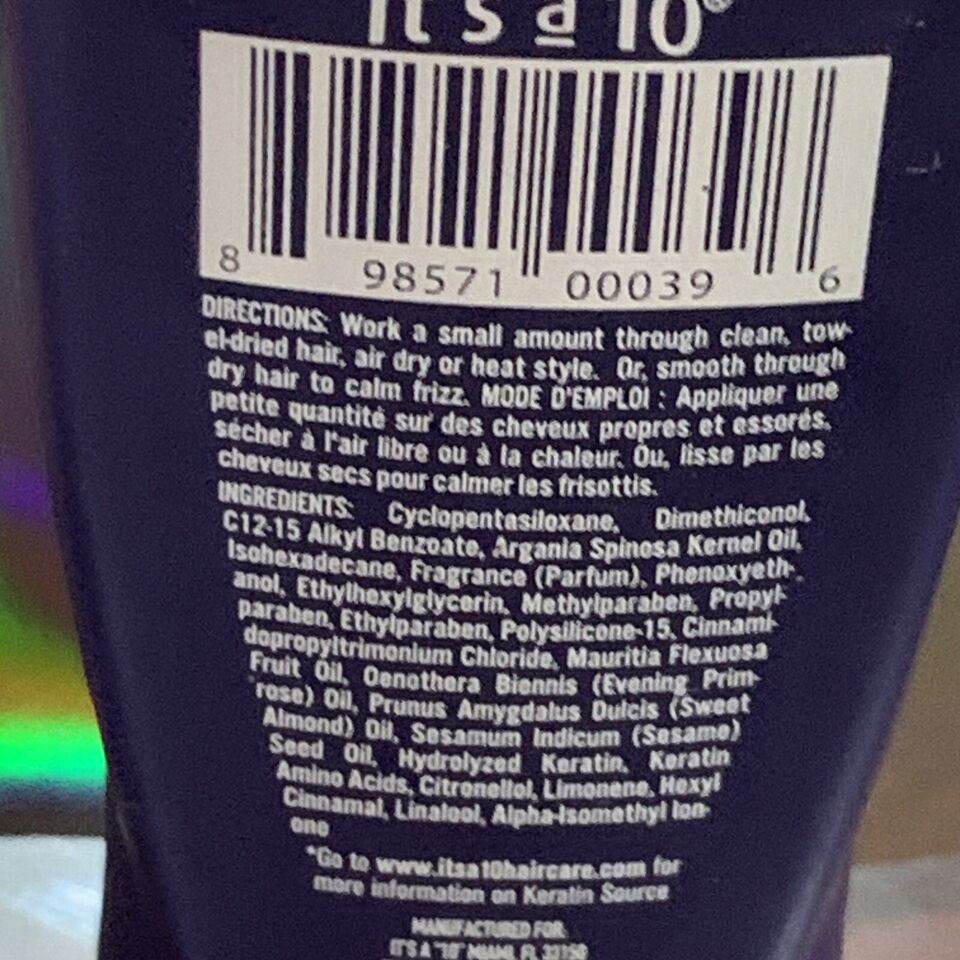 it's a 10®
8 98571 00039 6
DIRECTIONS: Work a small amount through clean, tow-
el-dried hair, air dry or heat style. Or, smooth through
dry hair to calm frizz. MODE D'EMPLOI : Appliquer une
petite quantité sur des cheveux propres et essorés,
sécher à l'air libre ou à la chaleur. Ou, lisse par les
cheveux secs pour calmer les frisottis.
INGREDIENTS: Cyclopentasiloxane, Dimethiconol,
C12-15 Alkyl Benzoate, Argania Spinosa Kernel Oil,
Isohexadecane, Fragrance (Parfum), Phenoxyeth-
anol, Ethylhexylglycerin, Methylparaben, Propyl-
paraben, Ethylparaben, Polysilicone-15, Cinnami-
dopropyltrimonium Chloride, Mauritia Flexuosa
Fruit Oil, Oenothera Biennis (Evening Prim-
rose) Oil, Prunus Amygdalus Dulcis (Sweet
Almond) Oil, Sesamum Indicum (Sesame)
Seed Oil, Hydrolyzed Keratin, Keratin
Amino Acids, Citronellol, Limonene, Hexyl
Cinnamal, Linalool, Alpha-Isomethyl Ion-
one
*Go to www.itsa10haircare.com for
more information on Keratin Source
MANUFACTURED FOR
IT'S A "10" MIAMI, FL 33150